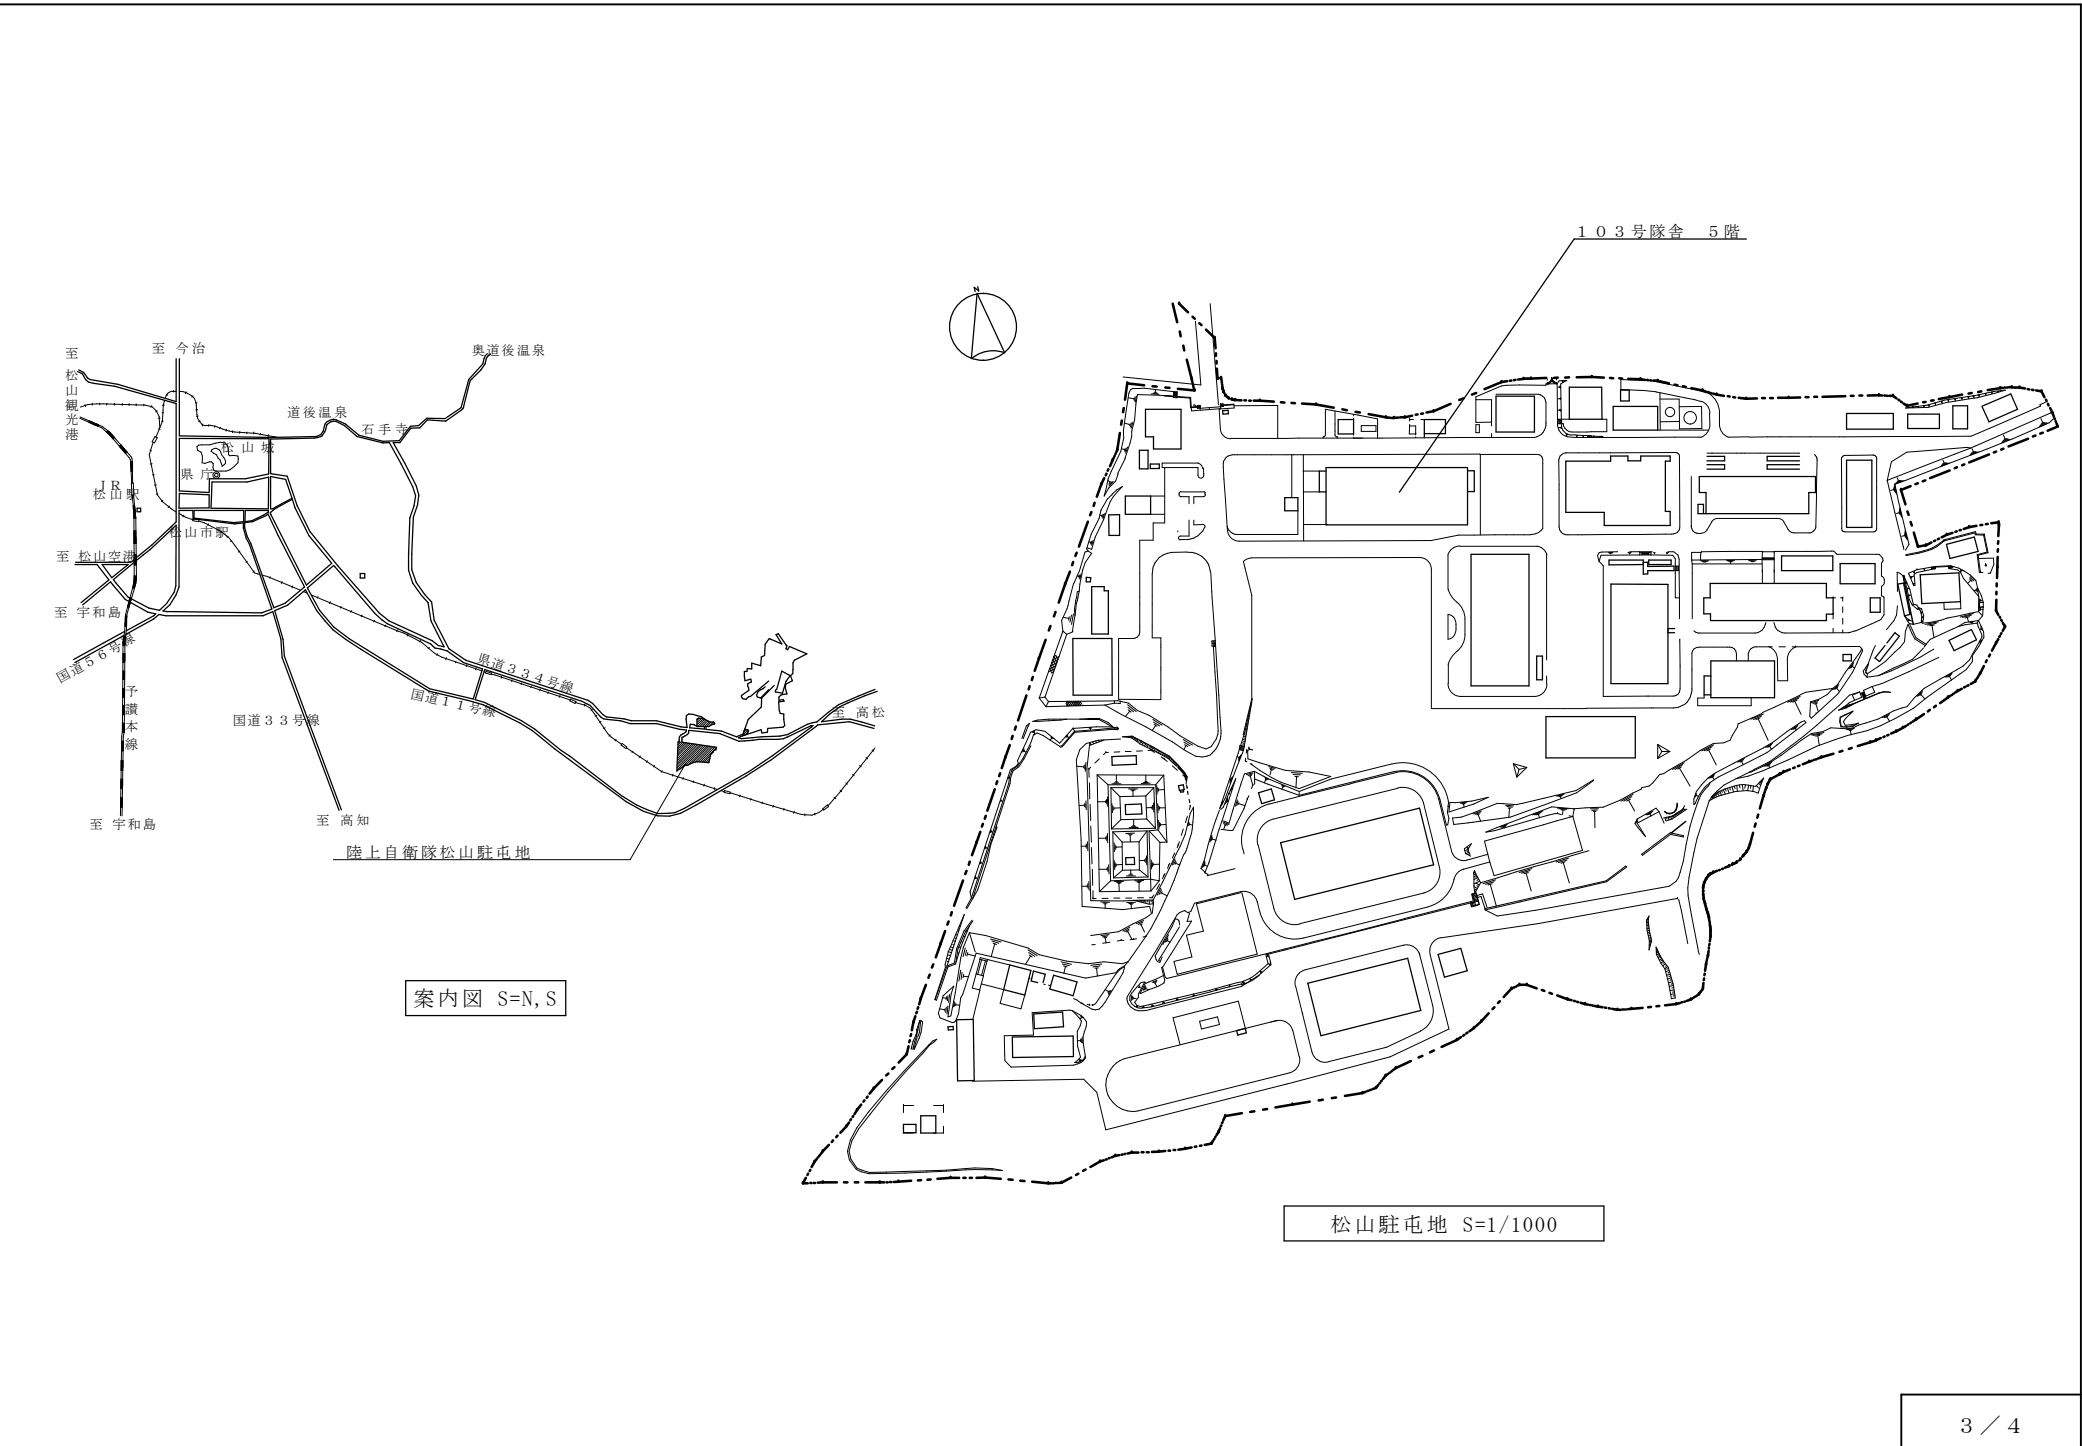 １０３号隊舎　５階
N
至 松山観光港
至 今治
奥道後温泉
道後温泉
石手寺
松山城
県庁
ＪＲ
松山駅
松山市駅
至 松山空港
至 宇和島
国道５６号線
予讃本線
国道３３号線
県道３３４号線
国道１１号線
至 高松
至 宇和島
至 高知
陸上自衛隊松山駐屯地
案内図 S=N,S
松山駐屯地 S=1/1000
３／４